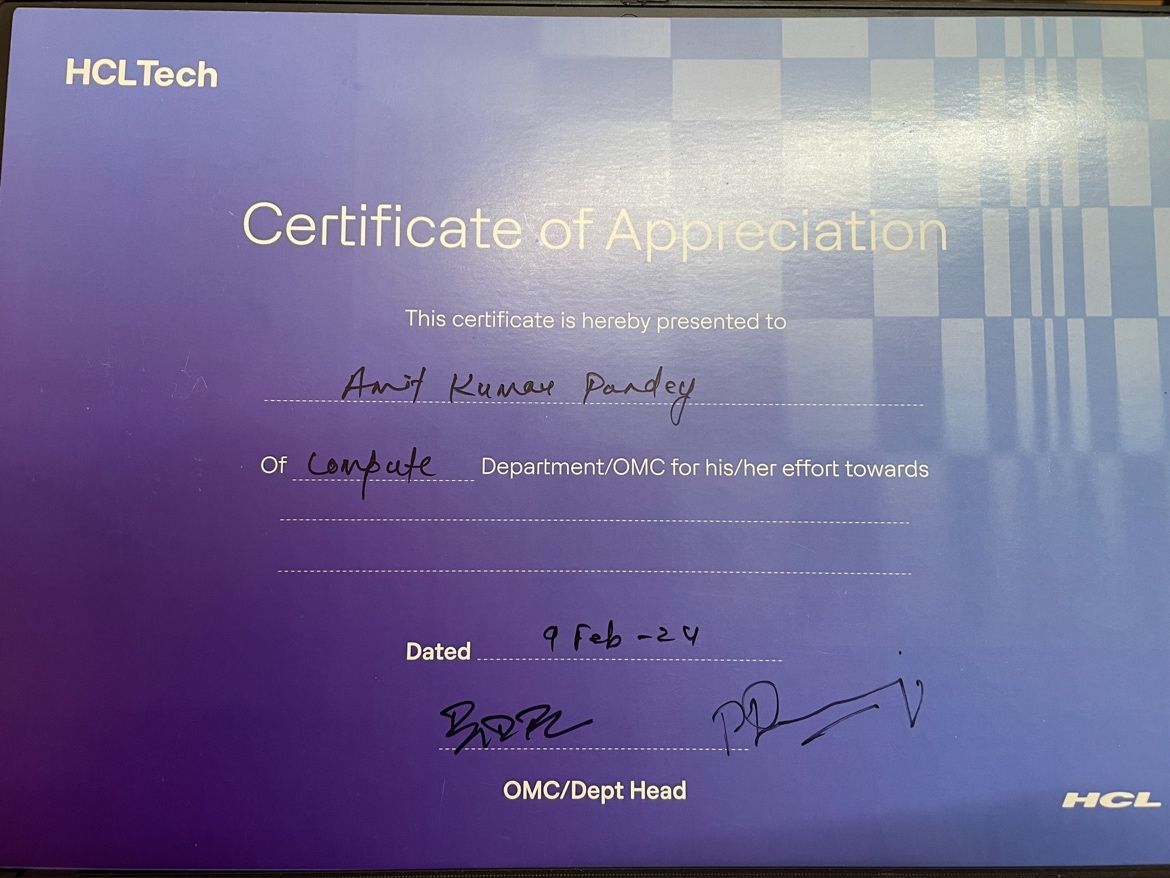 HCLTech
Certificate of Appreciation
This certificate is hereby presented to
Amit Kumar Pandey
Of Compute Department/OMC for his/her effort towards
Dated 9 Feb -24
OMC/Dept Head
HCL